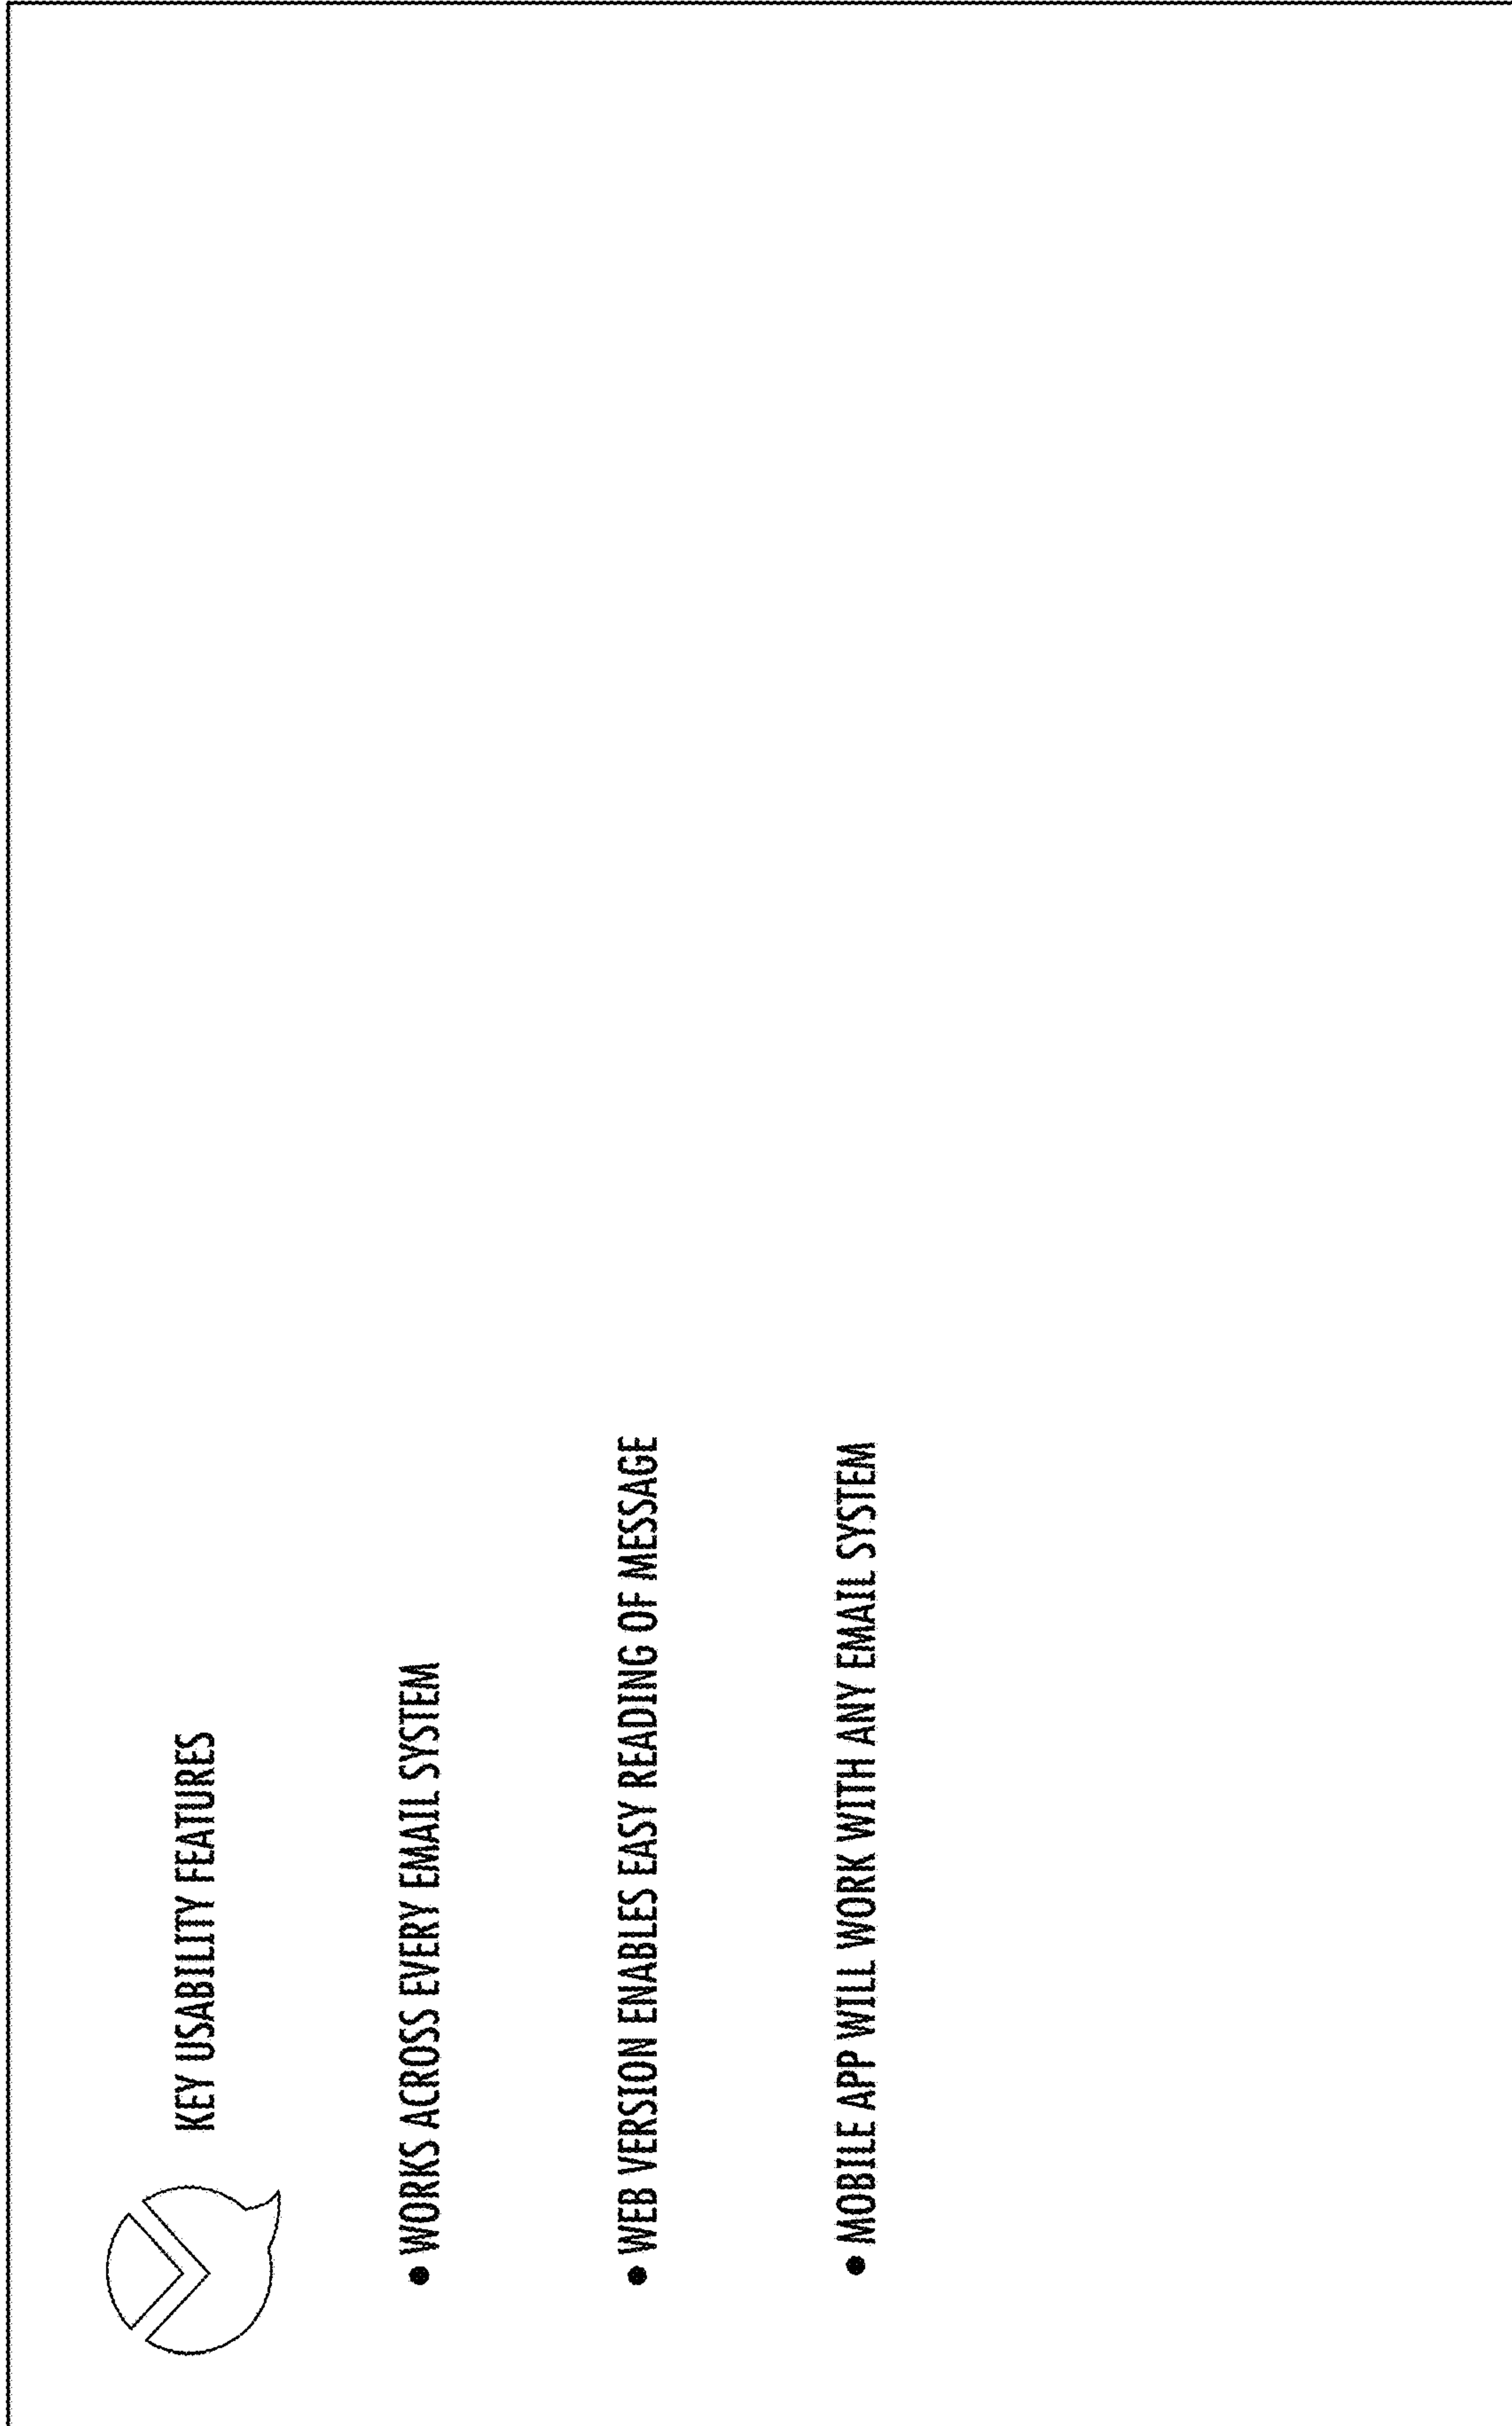 KEY USABILITY FEATURES
• WORKS ACROSS EVERY EMAIL SYSTEM
• WEB VERSION ENABLES EASY READING OF MESSAGE
• MOBILE APP WILL WORK WITH ANY EMAIL SYSTEM